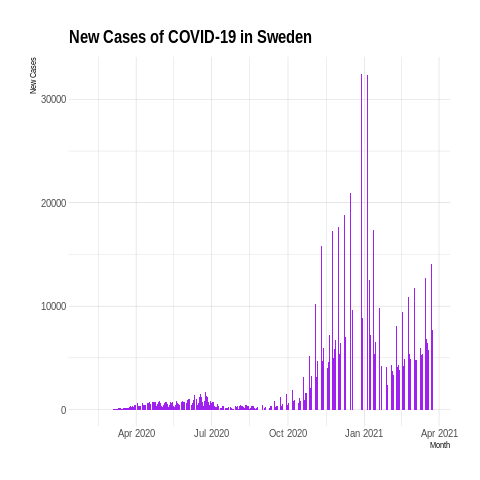 New Cases of COVID-19 in Sweden
New Cases
30000
20000
10000
0
Apr 2020 Jul 2020 Oct 2020 Jan 2021 Apr 2021
Month